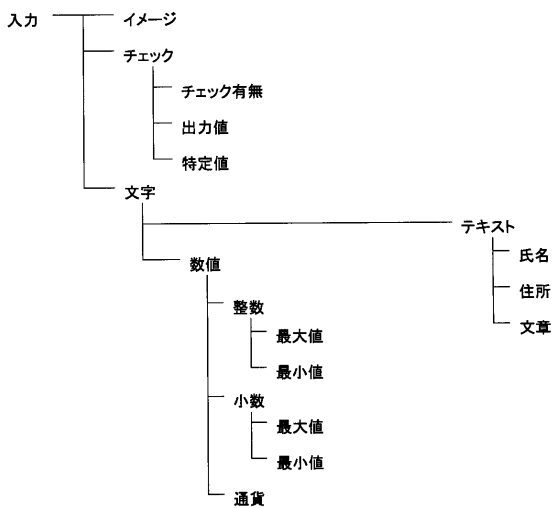 入力
イメージ
チェック
チェック有無
出力値
特定値
文字
テキスト
氏名
住所
文章
数値
整数
最大値
最小値
小数
最大値
最小値
通貨